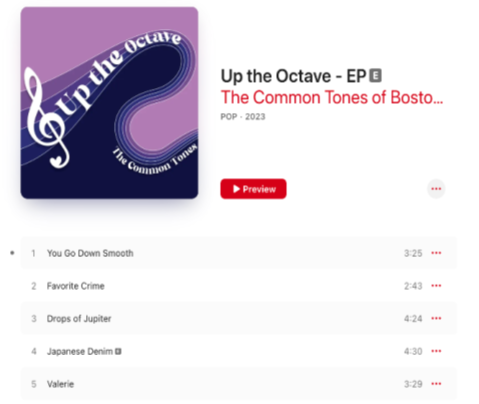 Up the Octave
The Common Tones
Up the Octave - EP E
The Common Tones of Bosto...
POP · 2023
Preview
1 You Go Down Smooth 3:25
2 Favorite Crime 2:43
3 Drops of Jupiter 4:24
4 Japanese Denim E 4:30
5 Valerie 3:29